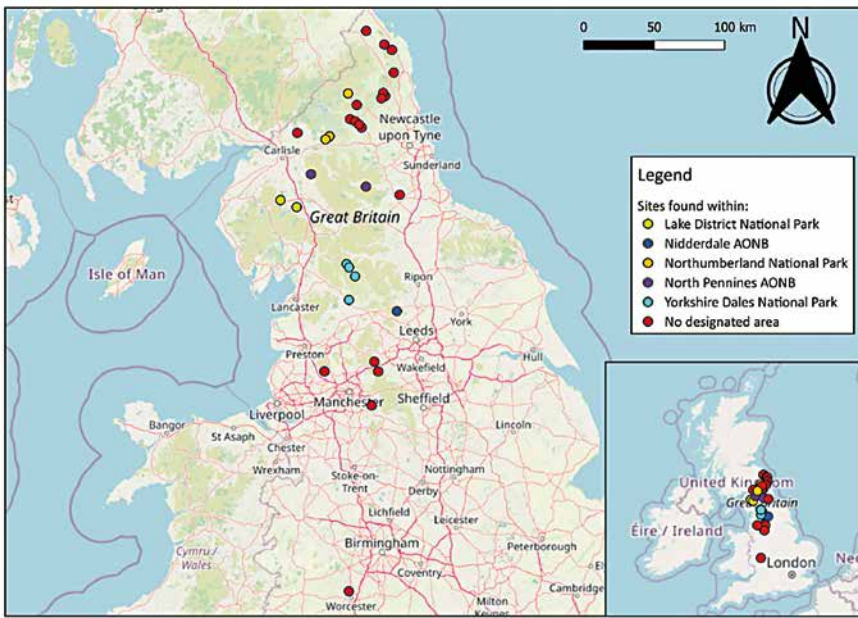 0 50 100 km
N
Newcastle
upon Tyne
Carlisle
Sunderland
Great Britain
Isle of Man
Ripon
Lancaster
York
Leeds
Preston
Hull
Wakefield
Manchester
Liverpool
Sheffield
Bangor
St Asaph
Chester
Lincoln
Wrexham
Stoke-on-
Trent
Nottingham
Derby
Lichfield
Leicester
Peterborough
Birmingham
Cymru /
Wales
Coventry
Cambridge
Worcester
Milton
Keynes
Legend
Sites found within:
Lake District National Park
Nidderdale AONB
Northumberland National Park
North Pennines AONB
Yorkshire Dales National Park
No designated area
United Kingdom
Great Britain
Éire / Ireland
London